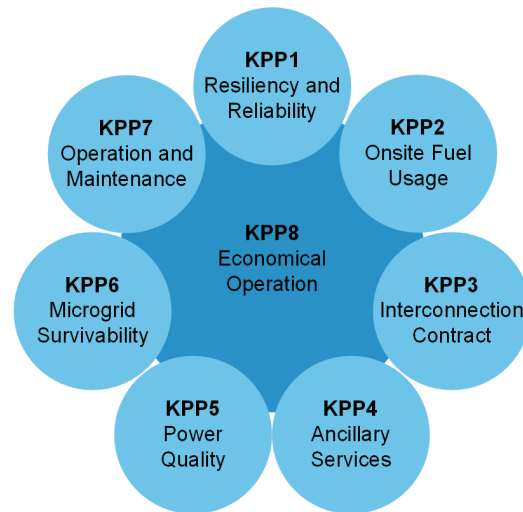 KPP1
Resiliency and
Reliability
KPP2
Onsite Fuel
Usage
KPP3
Interconnection
Contract
KPP4
Ancillary
Services
KPP5
Power
Quality
KPP6
Microgrid
Survivability
KPP7
Operation and
Maintenance
KPP8
Economical
Operation